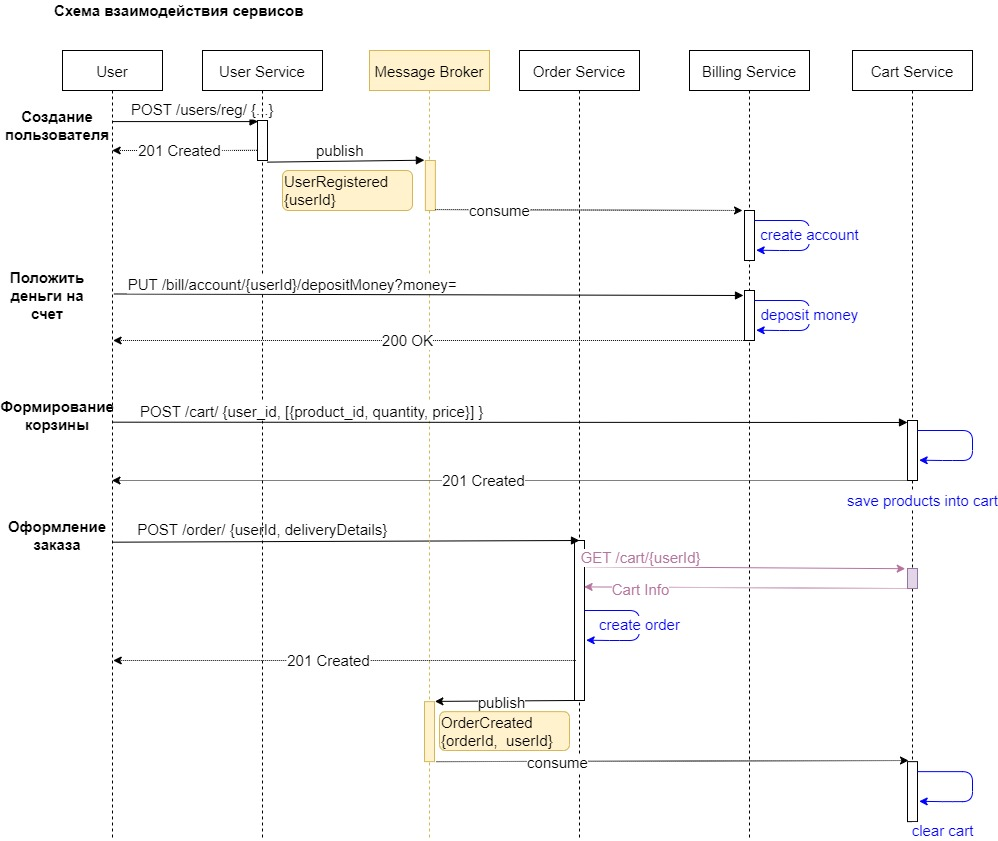 Схема взаимодействия сервисов
User
User Service
Message Broker
Order Service
Billing Service
Cart Service
Создание
пользователя
POST /users/reg/ {...}
201 Created
publish
UserRegistered
{userId}
consume
create account
Положить
деньги на
счет
PUT /bill/account/{userId}/depositMoney?money=
deposit money
200 OK
Формирование
корзины
POST /cart/ {user_id, [{product_id, quantity, price}] }
201 Created
save products into cart
Оформление
заказа
POST /order/ {userId, deliveryDetails}
GET /cart/{userId}
Cart Info
create order
201 Created
publish
OrderCreated
{orderId, userId}
consume
clear cart